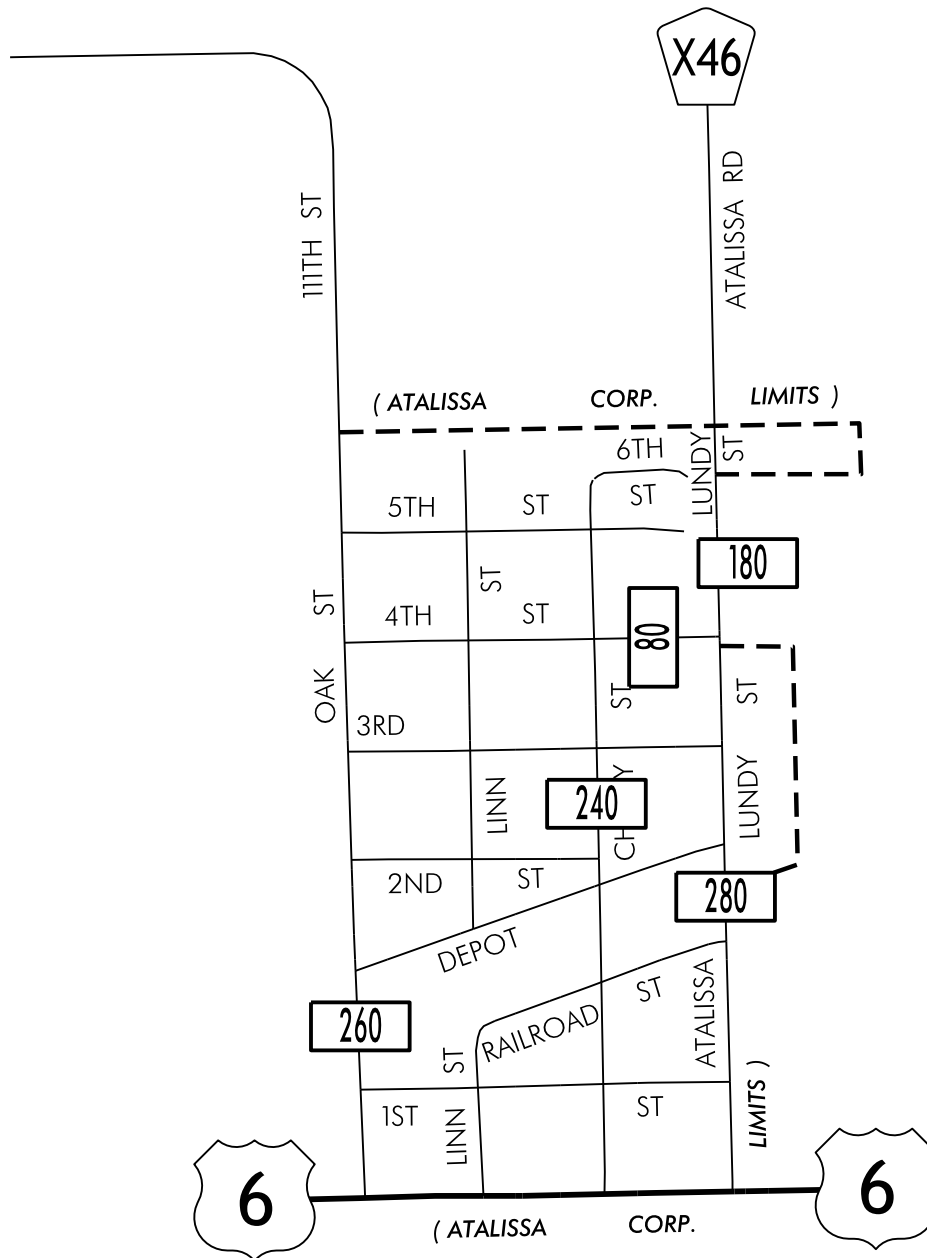 X46
111TH ST
ATALISSA RD
( ATALISSA CORP. LIMITS )
6TH ST
LUNDY ST
5TH ST
180
ST
4TH ST
80
OAK ST
ST
ST
3RD
LINN
240
LUNDY
2ND ST
280
DEPOT
ST
ATALISSA
260
RAILROAD
ST
1ST ST
LINN
LIMITS )
6
6
( ATALISSA CORP.